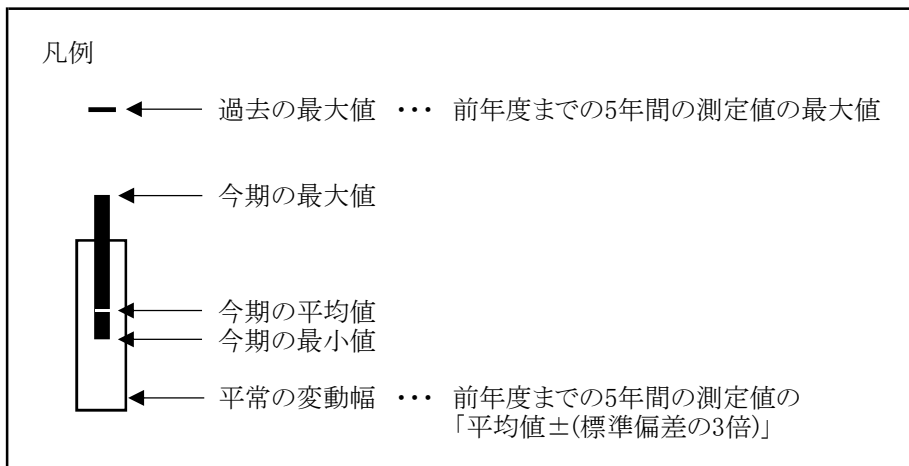 凡例
過去の最大値 ・・・ 前年度までの5年間の測定値の最大値
今期の最大値
今期の平均値
今期の最小値
平常の変動幅 ・・・ 前年度までの5年間の測定値の
「平均値±(標準偏差の3倍)」